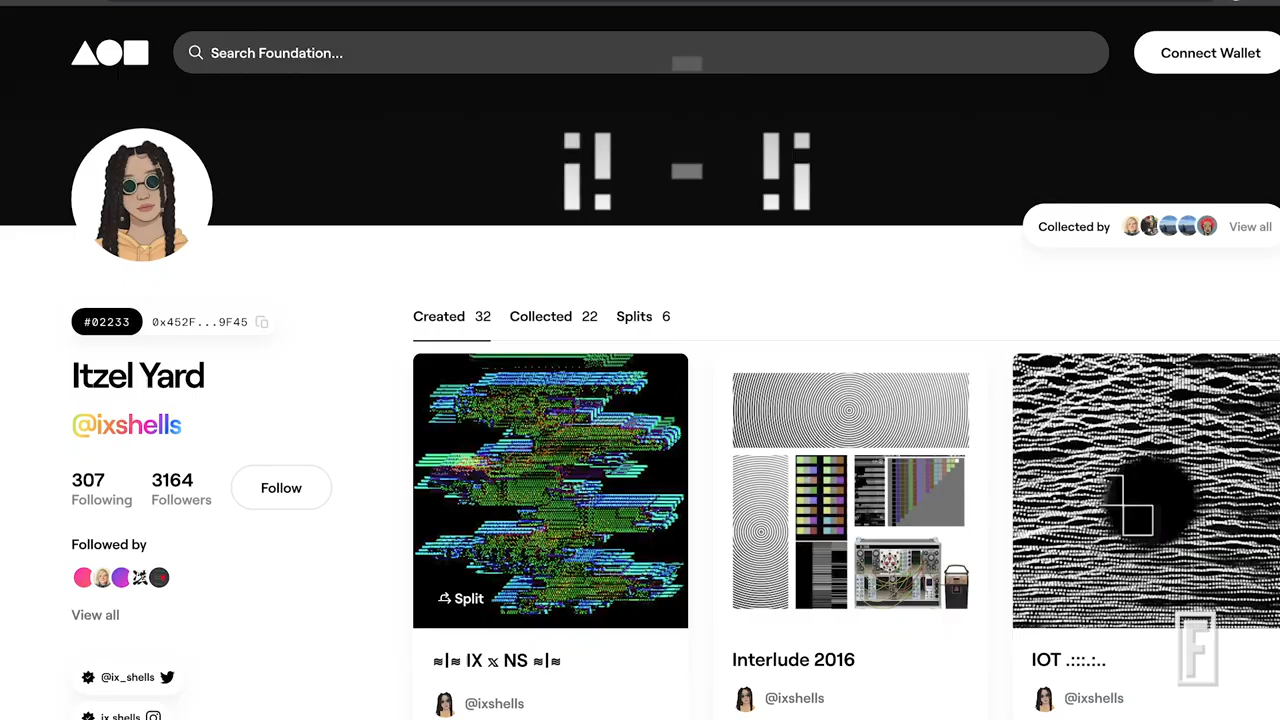 Search Foundation...
Connect Wallet
Collected by
View all
#02233
0x452F...9F45
Created 32
Collected 22
Splits 6
Itzel Yard
@ixshells
307
Following
3164
Followers
Follow
Followed by
View all
@ix_shells
ix.shells
Split
≈|≈ IX 𝕩 NS ≈|≈
@ixshells
Interlude 2016
@ixshells
IOT .:::.:..
@ixshells
F